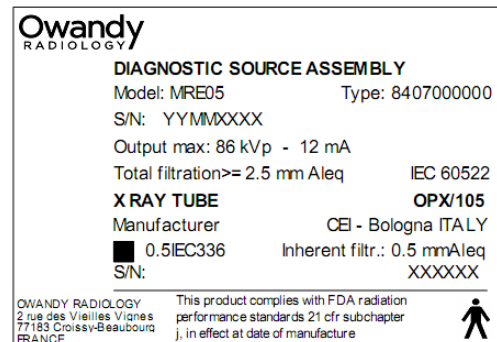 Owandy
RADIOLOGY
DIAGNOSTIC SOURCE ASSEMBLY
Model: MRE05 Type: 8407000000
S/N: YYMMXXXX
Output max: 86 kVp - 12 mA
Total filtration>= 2.5 mm Aleq IEC 60522
X RAY TUBE OPX/105
Manufacturer CEI - Bologna ITALY
0.5IEC336 Inherent filtr.: 0.5 mmAleq
S/N: XXXXXX
OWANDY RADIOLOGY
2 rue des Vieilles Vignes
77183 Croissy-Beaubourg
FRANCE
This product complies with FDA radiation
performance standards 21 cfr subchapter
j, in effect at date of manufacture